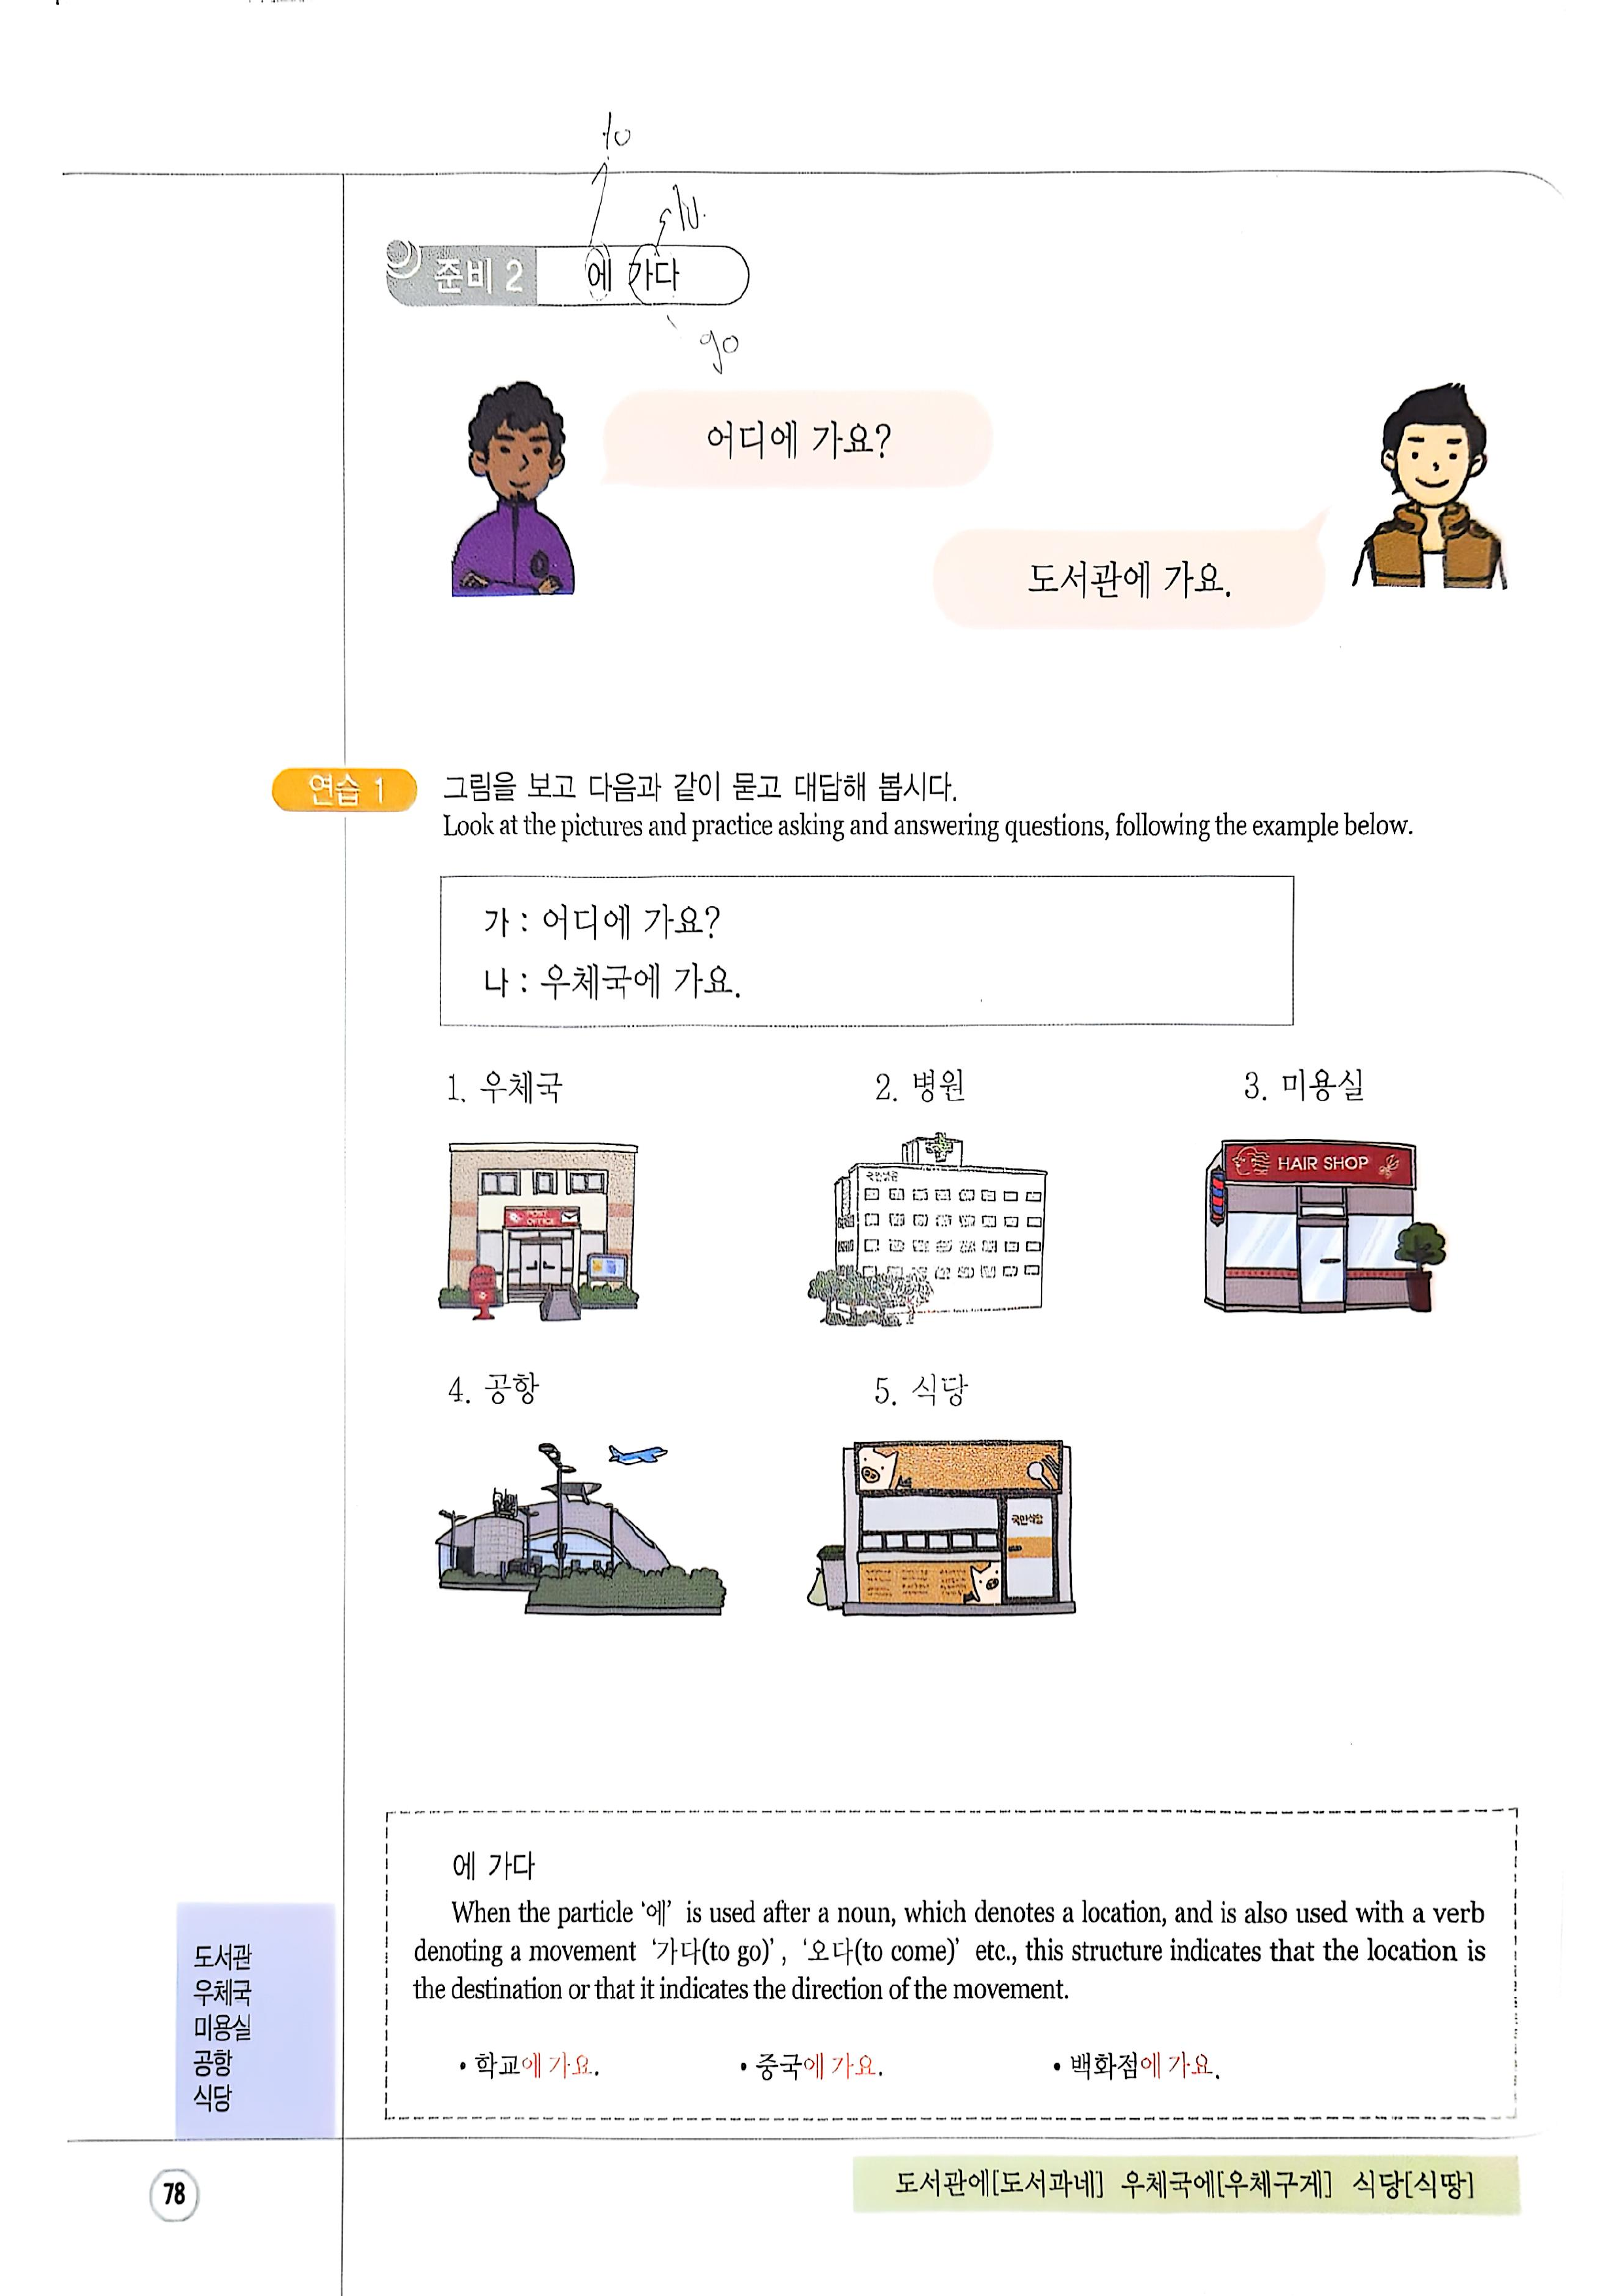 to
준비 2 에 가다
go
어디에 가요?
도서관에 가요.
연습 1 그림을 보고 다음과 같이 묻고 대답해 봅시다.
Look at the pictures and practice asking and answering questions, following the example below.
가 : 어디에 가요?
나 : 우체국에 가요.
1. 우체국 2. 병원 3. 미용실
POST OFFICE
HAIR SHOP
4. 공항 5. 식당
에 가다
When the particle ‘에’ is used after a noun, which denotes a location, and is also used with a verb
denoting a movement ‘가다(to go)’, ‘오다(to come)’ etc., this structure indicates that the location is
the destination or that it indicates the direction of the movement.
• 학교에 가요. • 중국에 가요. • 백화점에 가요.
도서관
우체국
미용실
공항
식당
78
도서관에[도서과네] 우체국에[우체구게] 식당[식땅]